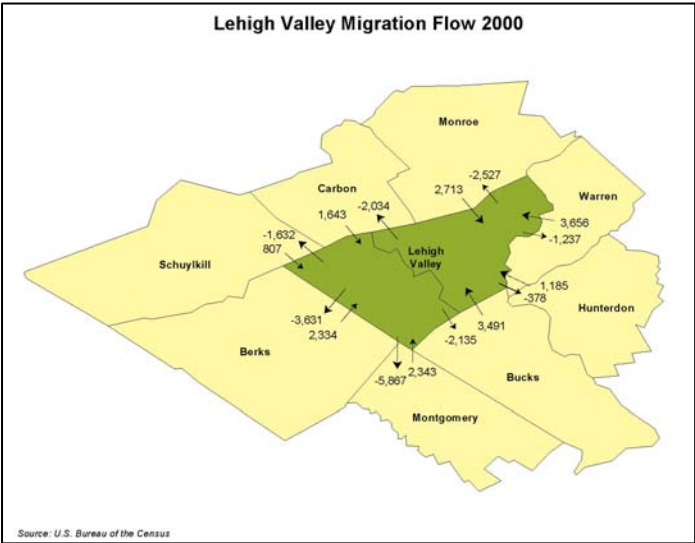 Lehigh Valley Migration Flow 2000
Monroe
-2,527
2,713
Carbon
Warren
-2,034
1,643
3,656
-1,237
-1,632
807
Lehigh
Valley
Schuylkill
1,185
-378
Hunterdon
-3,631
2,334
3,491
-2,135
Berks
2,343
-5,867
Bucks
Montgomery
Source: U.S. Bureau of the Census